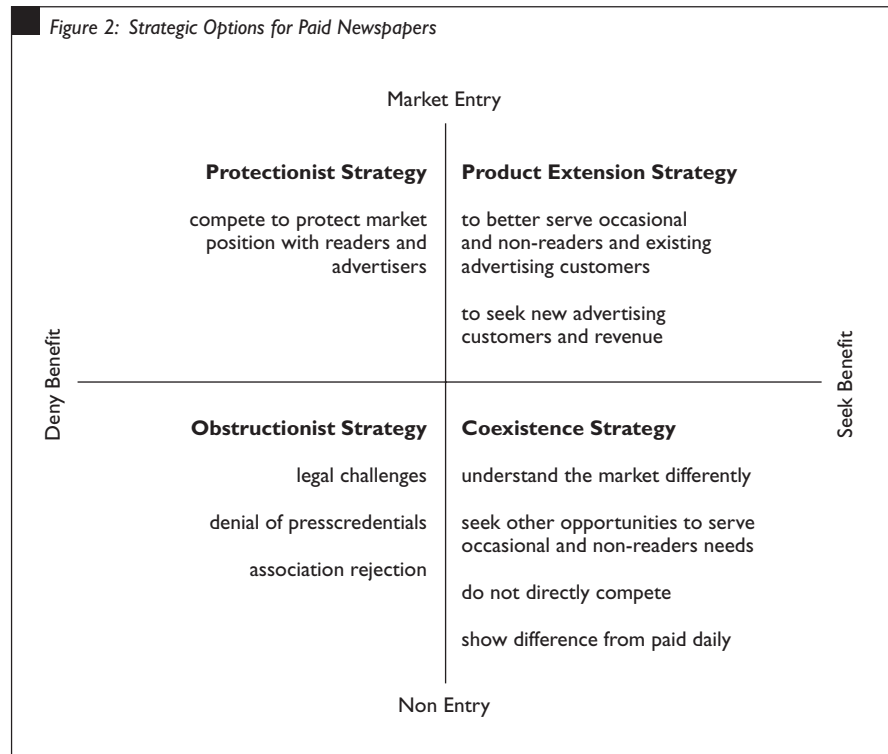 Figure 2: Strategic Options for Paid Newspapers
Market Entry
Protectionist Strategy
compete to protect market
position with readers and
advertisers
Product Extension Strategy
to better serve occasional
and non-readers and existing
advertising customers
to seek new advertising
customers and revenue
Deny Benefit
Seek Benefit
Obstructionist Strategy
legal challenges
denial of presscredentials
association rejection
Coexistence Strategy
understand the market differently
seek other opportunities to serve
occasional and non-readers needs
do not directly compete
show difference from paid daily
Non Entry